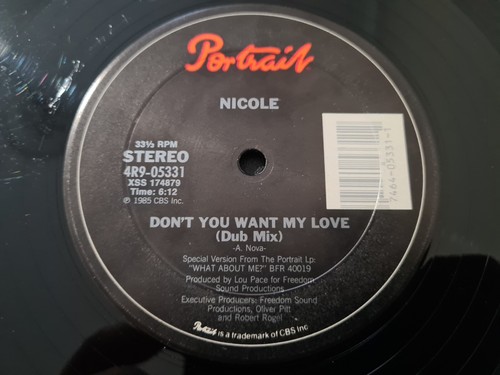 Portrait
NICOLE
33⅓ RPM
STEREO
4R9-05331
XSS 174879
Time: 6:12
℗ 1985 CBS Inc.
7464-05331-1
DON'T YOU WANT MY LOVE
(Dub Mix)
-A. Nova-
Special Version From The Portrait Lp:
"WHAT ABOUT ME?" BFR 40019
Produced by Lou Pace for Freedom
Sound Productions
Executive Producers: Freedom Sound
Productions, Oliver Pitt
and Robert Rogel
Portrait is a trademark of CBS Inc